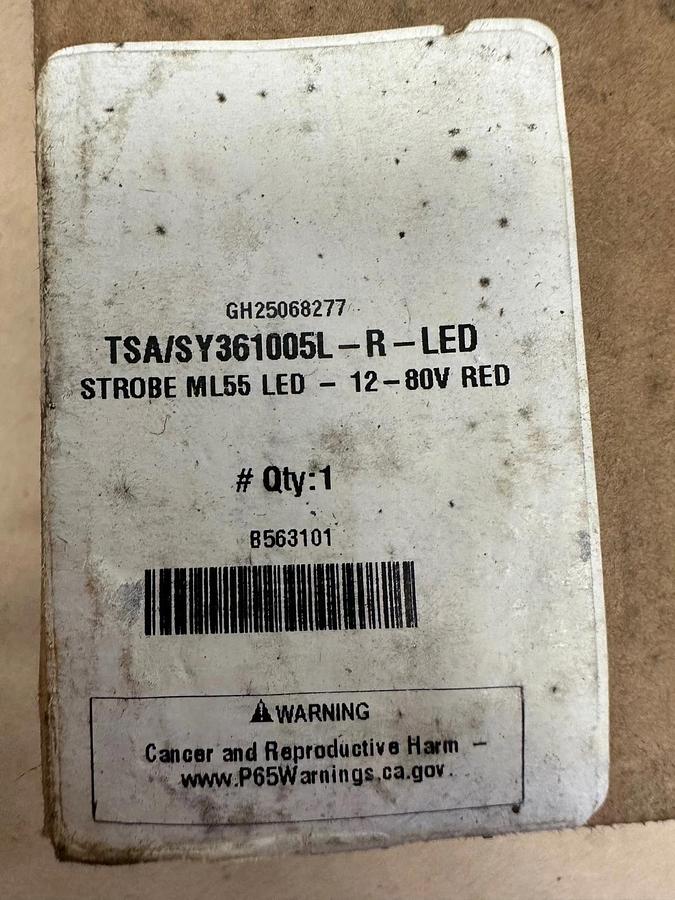 GH25068277
TSA/SY361005L-R-LED
STROBE ML55 LED - 12-80V RED
# Qty:1
B563101
⚠WARNING
Cancer and Reproductive Harm -
www.P65Warnings.ca.gov.